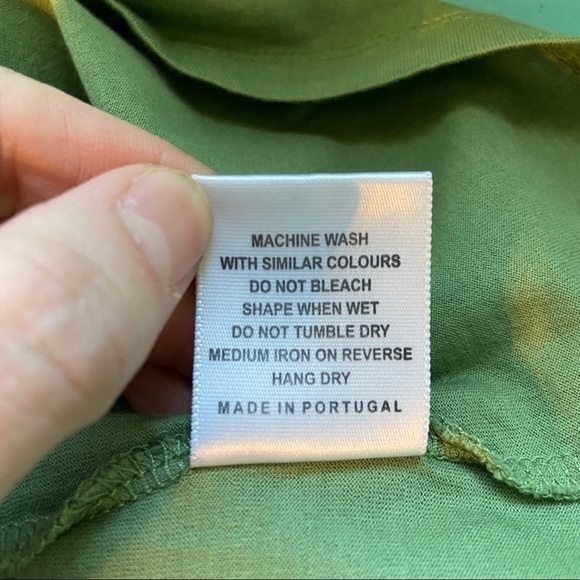 MACHINE WASH
WITH SIMILAR COLOURS
DO NOT BLEACH
SHAPE WHEN WET
DO NOT TUMBLE DRY
MEDIUM IRON ON REVERSE
HANG DRY
MADE IN PORTUGAL